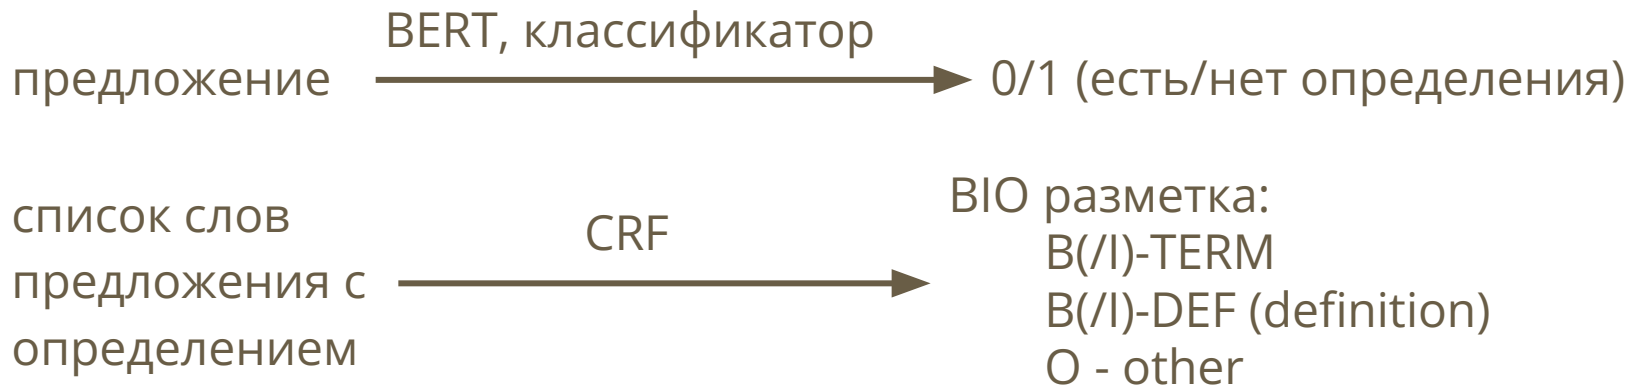 BERT, классификатор
предложение
0/1 (есть/нет определения)
список слов
предложения с
определением
CRF
BIO разметка:
B(/I)-TERM
B(/I)-DEF (definition)
O - other